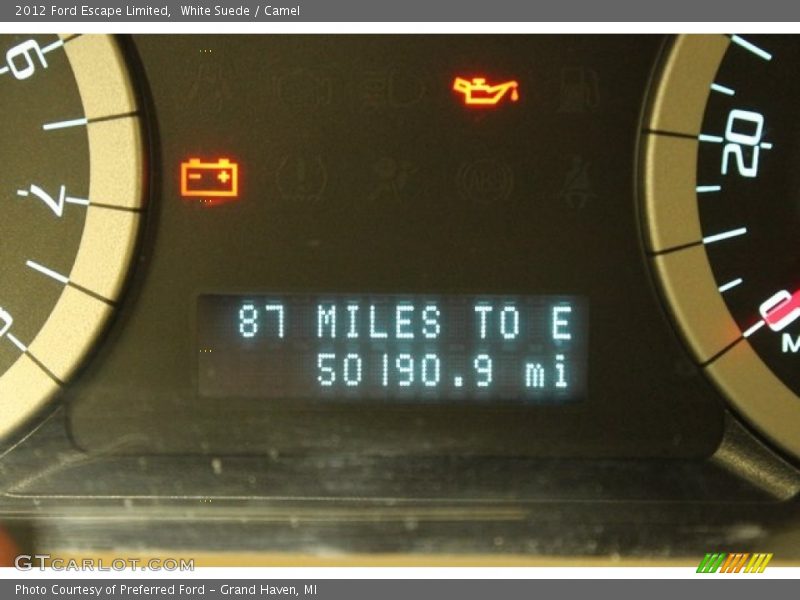 2012 Ford Escape Limited,  White Suede / Camel
6
7
20
0
M
87 MILES TO E
50190.9 mi
GTCARLOT.COM
Photo Courtesy of Preferred Ford – Grand Haven, MI